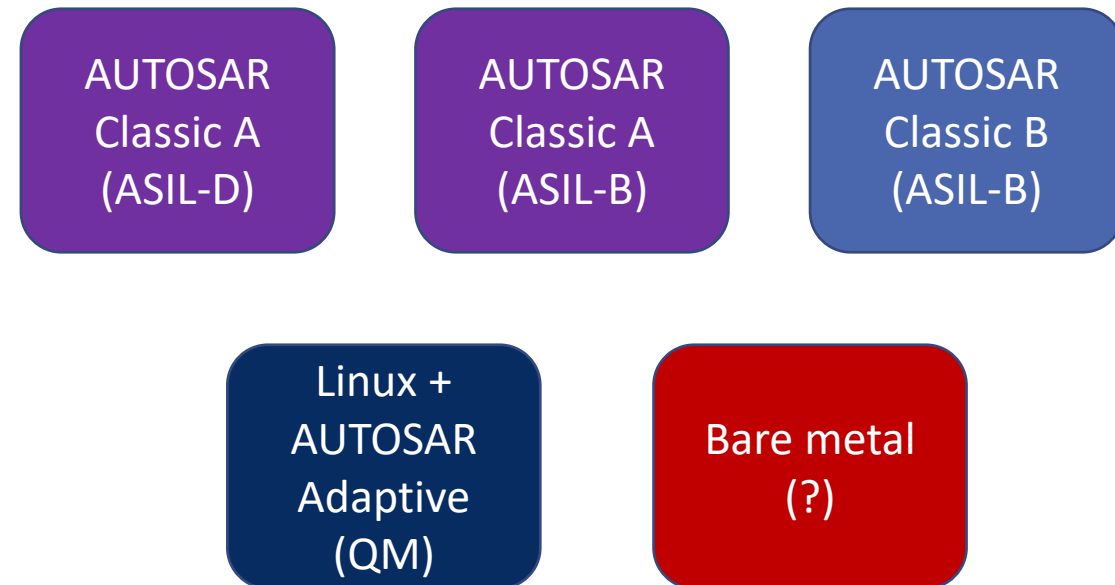 AUTOSAR
Classic A
(ASIL-D)
AUTOSAR
Classic A
(ASIL-B)
AUTOSAR
Classic B
(ASIL-B)
Linux +
AUTOSAR
Adaptive
(QM)
Bare metal
(?)